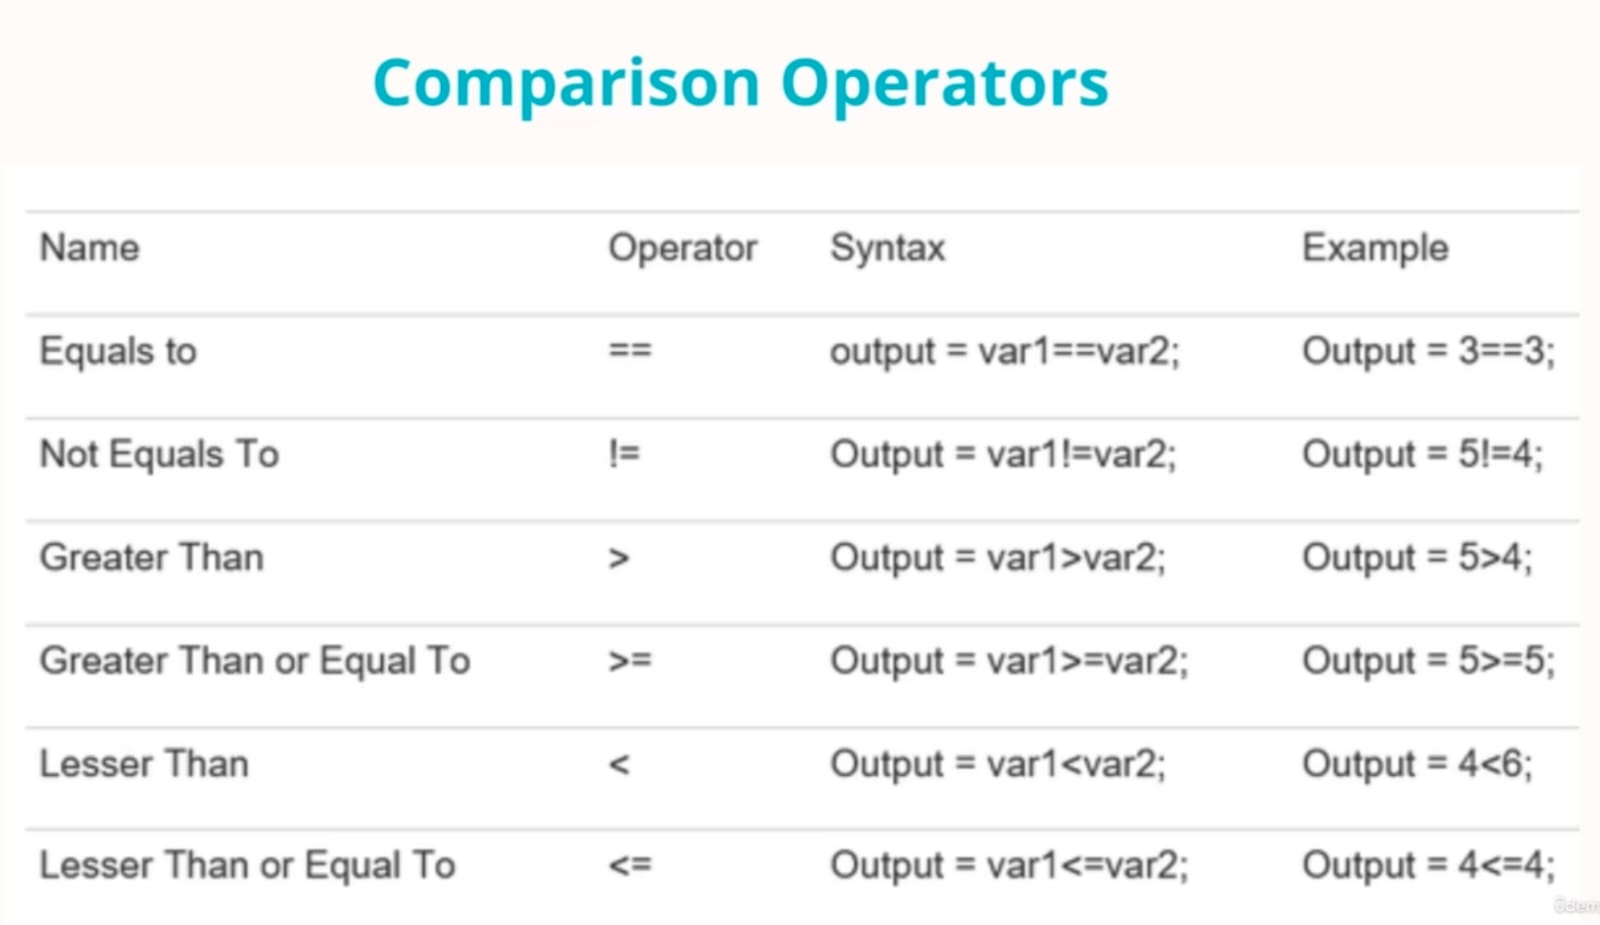 Comparison Operators
Name Operator Syntax Example
Equals to == output = var1==var2; Output = 3==3;
Not Equals To != Output = var1!=var2; Output = 5!=4;
Greater Than > Output = var1>var2; Output = 5>4;
Greater Than or Equal To >= Output = var1>=var2; Output = 5>=5;
Lesser Than < Output = var1<var2; Output = 4<6;
Lesser Than or Equal To <= Output = var1<=var2; Output = 4<=4;